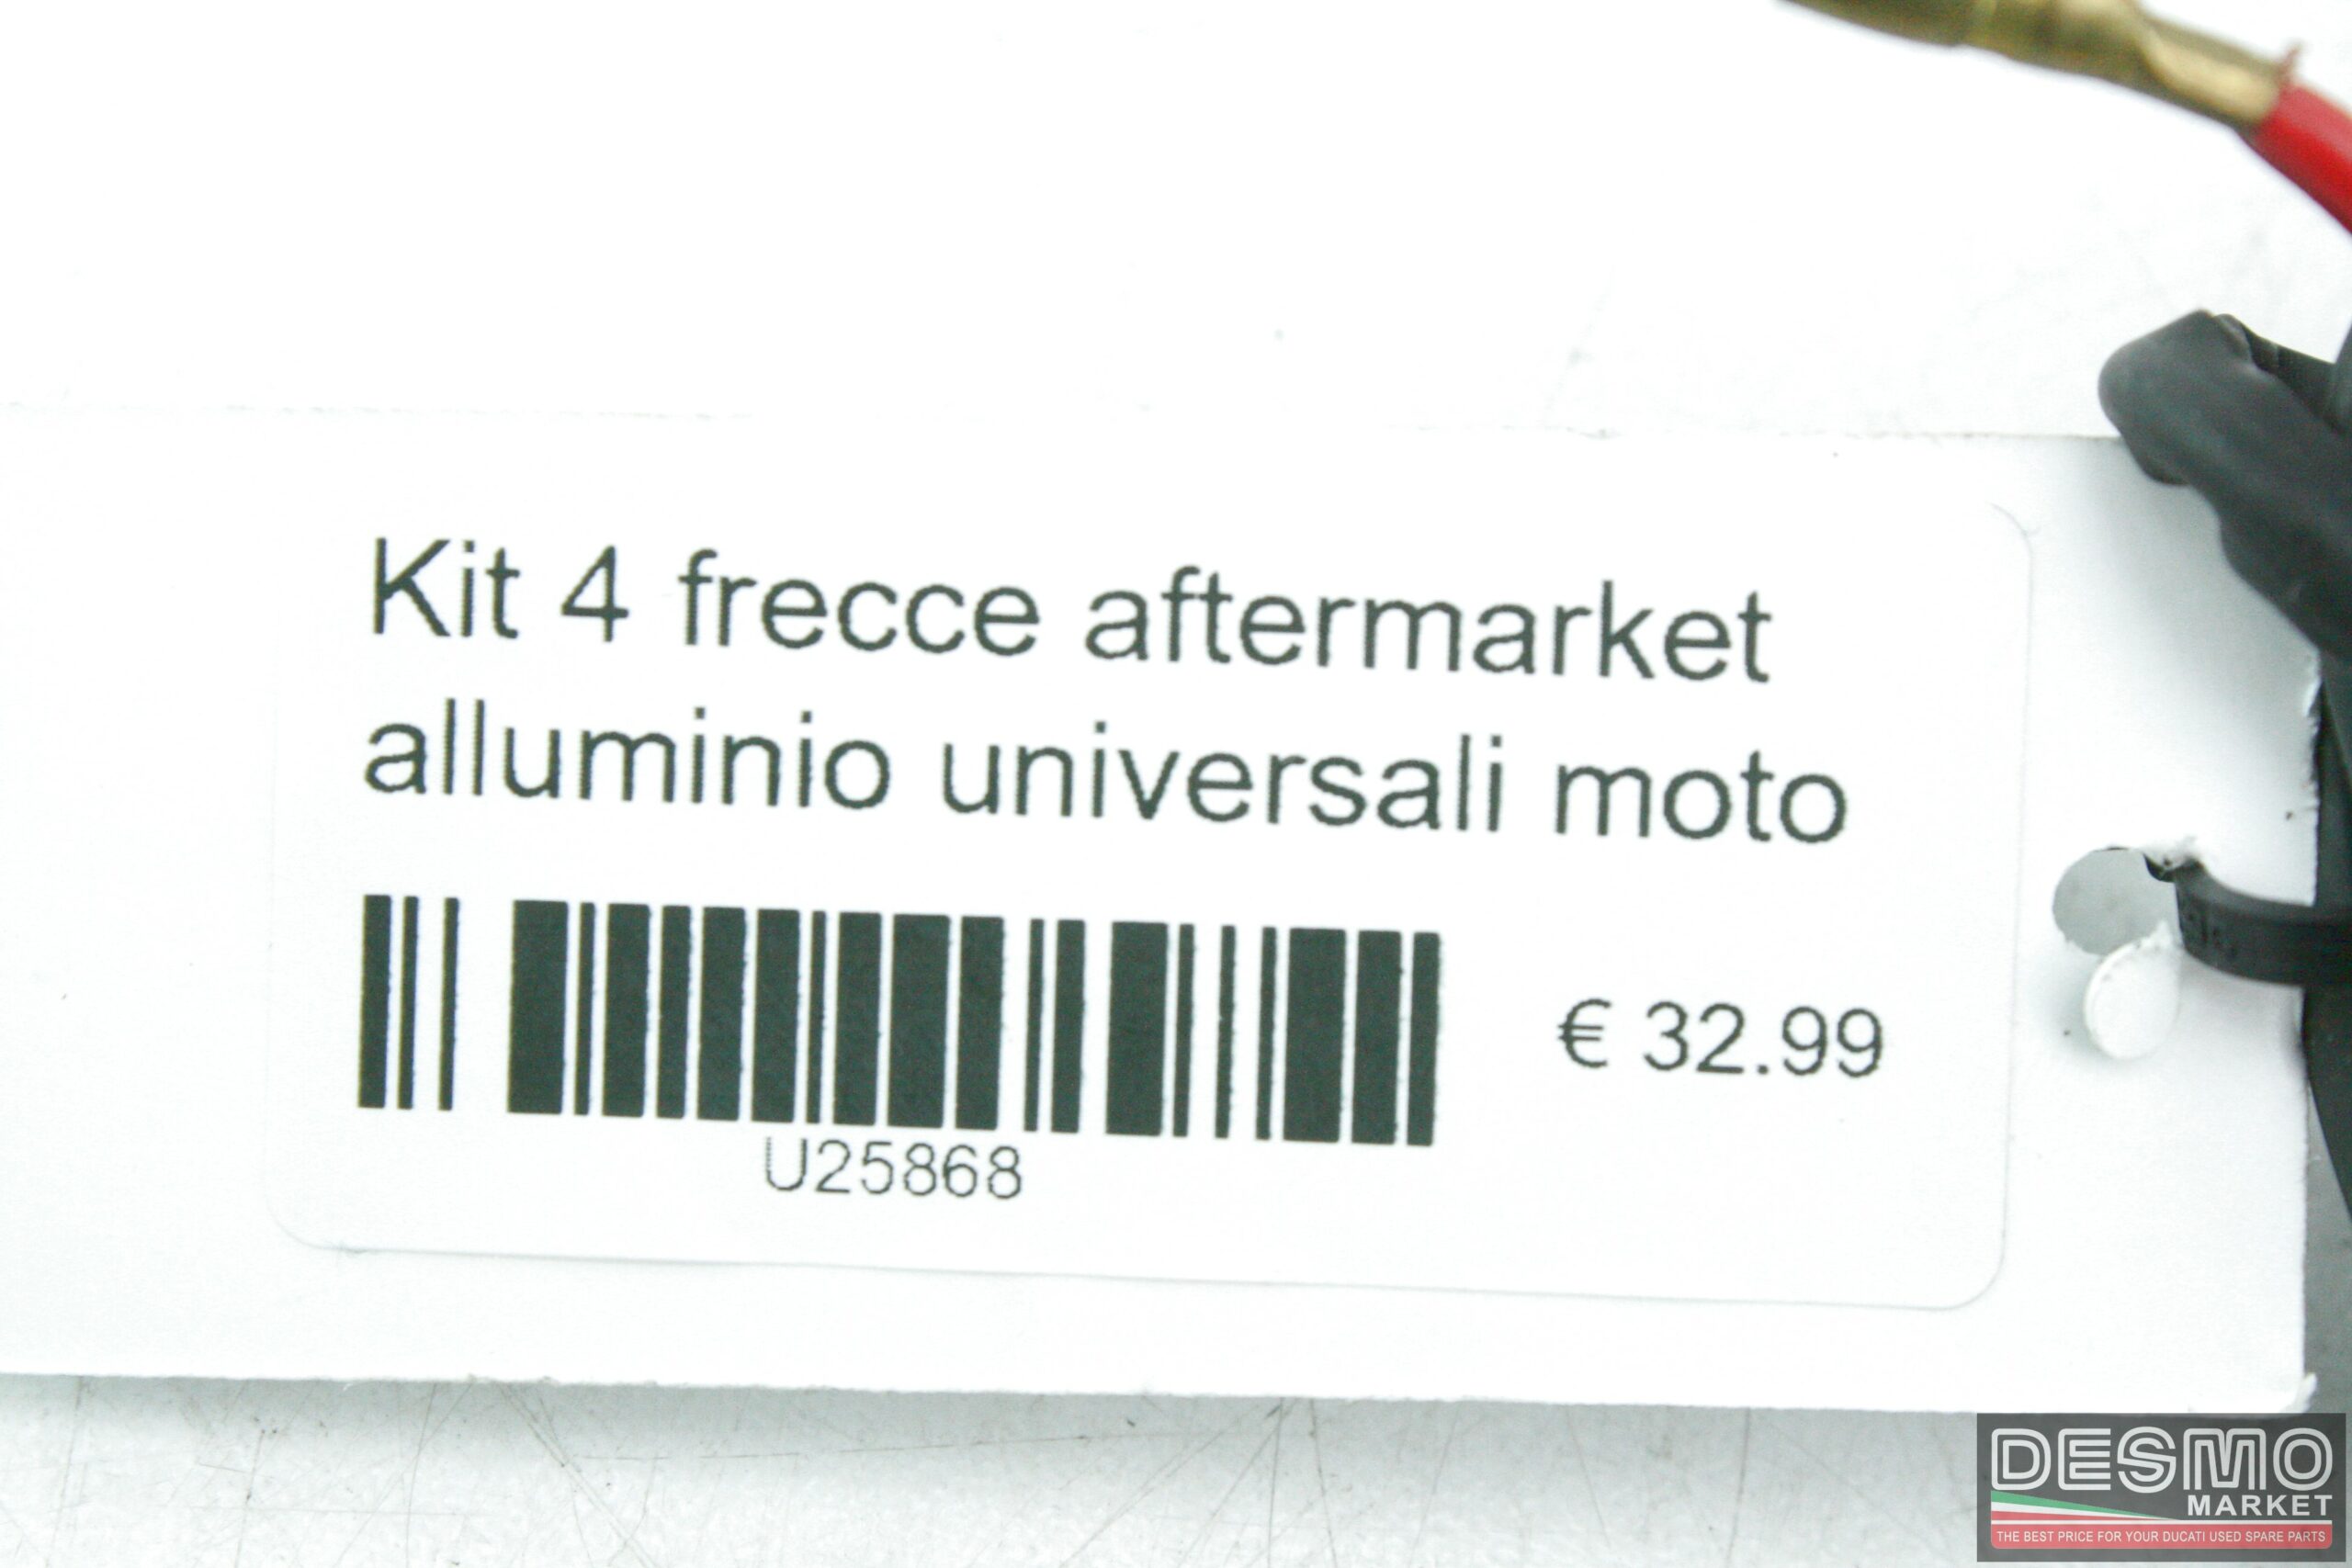 Kit 4 frecce aftermarket
alluminio universali moto
€ 32.99
U25868
DESMO
MARKET
THE BEST PRICE FOR YOUR DUCATI USED SPARE PARTS